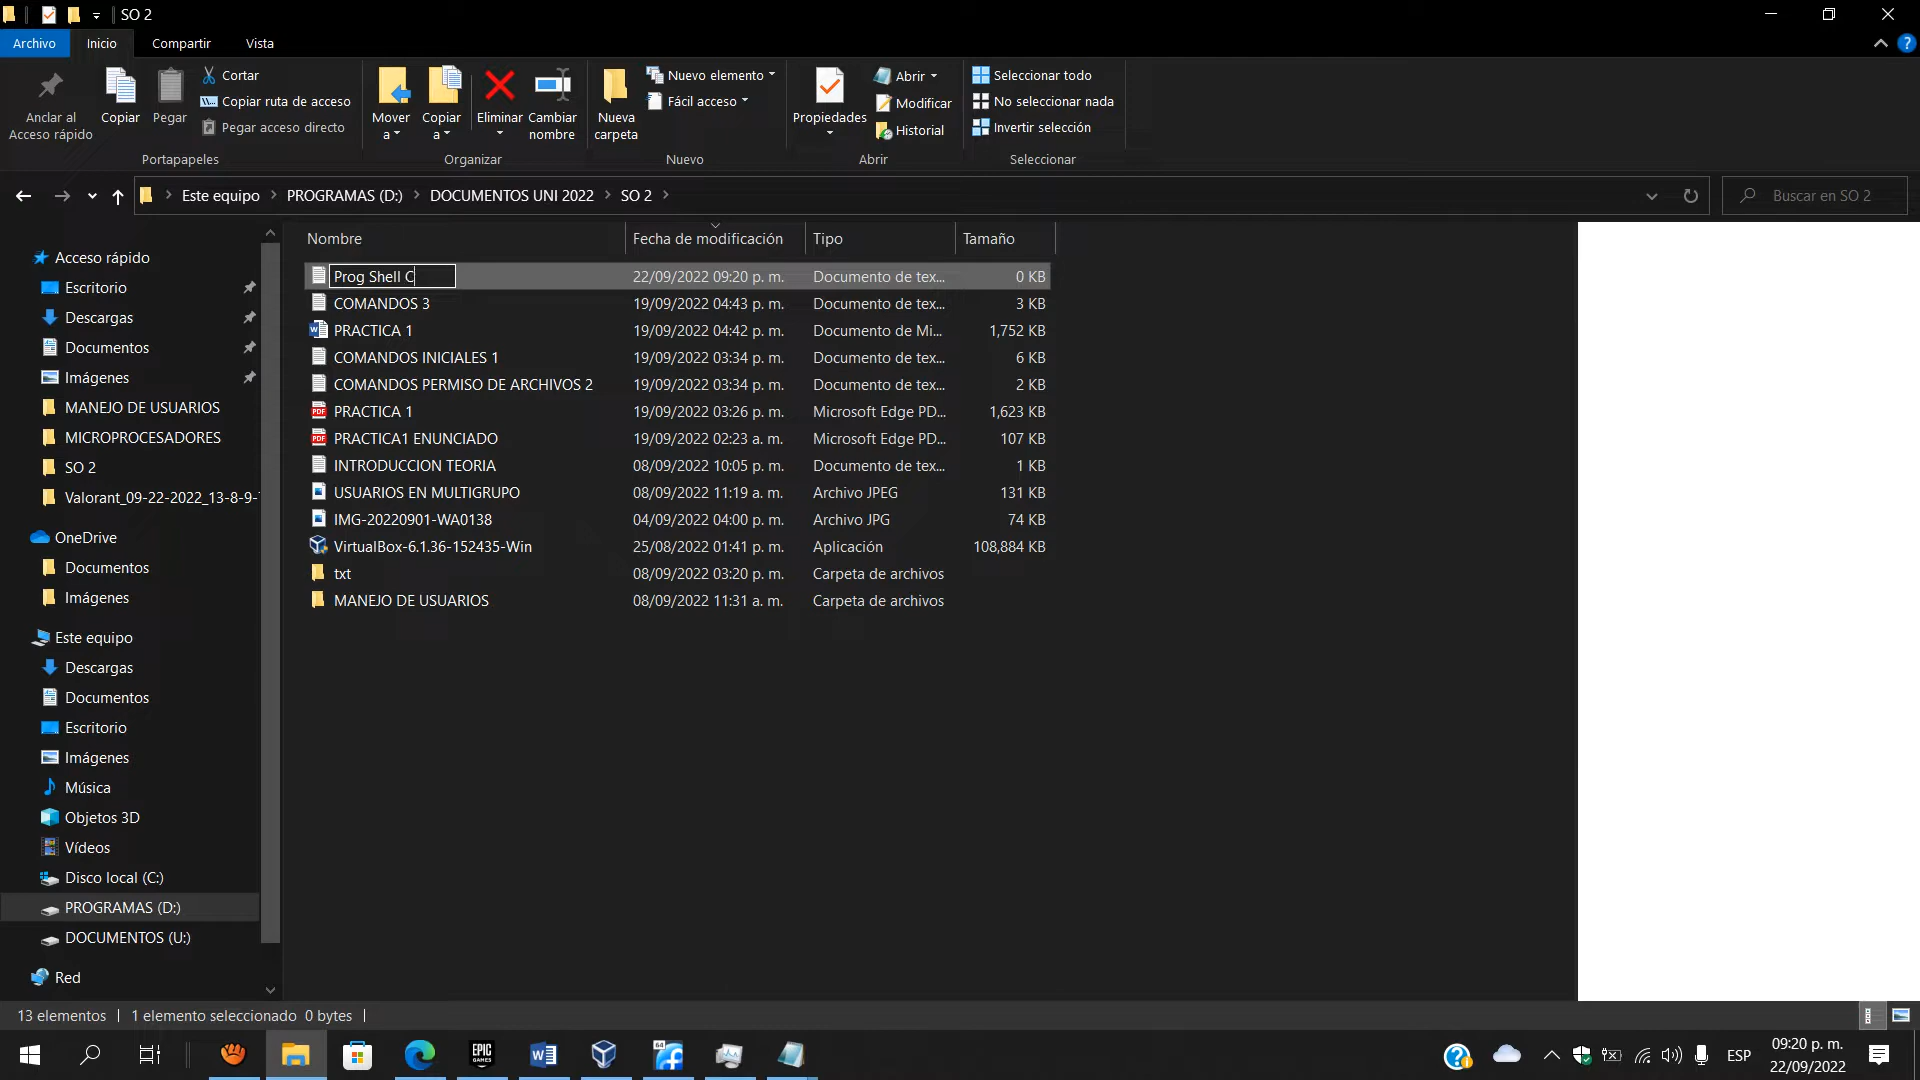 SO 2
Archivo Inicio Compartir Vista
Anclar al Acceso rápido
Copiar
Pegar
Cortar
Copiar ruta de acceso
Pegar acceso directo
Portapapeles
Mover a
Copiar a
Eliminar
Cambiar nombre
Organizar
Nueva carpeta
Nuevo elemento
Fácil acceso
Nuevo
Propiedades
Abrir
Modificar
Historial
Abrir
Seleccionar todo
No seleccionar nada
Invertir selección
Seleccionar
Este equipo PROGRAMAS (D:) DOCUMENTOS UNI 2022 SO 2
Buscar en SO 2
Acceso rápido
Escritorio
Descargas
Documentos
Imágenes
MANEJO DE USUARIOS
MICROPROCESADORES
SO 2
Valorant_09-22-2022_13-8-9-
OneDrive
Documentos
Imágenes
Este equipo
Descargas
Documentos
Escritorio
Imágenes
Música
Objetos 3D
Vídeos
Disco local (C:)
PROGRAMAS (D:)
DOCUMENTOS (U:)
Red
Nombre Fecha de modificación Tipo Tamaño
Prog Shell C 22/09/2022 09:20 p. m. Documento de tex... 0 KB
COMANDOS 3 19/09/2022 04:43 p. m. Documento de tex... 3 KB
PRACTICA 1 19/09/2022 04:42 p. m. Documento de Mi... 1,752 KB
COMANDOS INICIALES 1 19/09/2022 03:34 p. m. Documento de tex... 6 KB
COMANDOS PERMISO DE ARCHIVOS 2 19/09/2022 03:34 p. m. Documento de tex... 2 KB
PRACTICA 1 19/09/2022 03:26 p. m. Microsoft Edge PD... 1,623 KB
PRACTICA1 ENUNCIADO 19/09/2022 02:23 a. m. Microsoft Edge PD... 107 KB
INTRODUCCION TEORIA 08/09/2022 10:05 p. m. Documento de tex... 1 KB
USUARIOS EN MULTIGRUPO 08/09/2022 11:19 a. m. Archivo JPEG 131 KB
IMG-20220901-WA0138 04/09/2022 04:00 p. m. Archivo JPG 74 KB
VirtualBox-6.1.36-152435-Win 25/08/2022 01:41 p. m. Aplicación 108,884 KB
txt 08/09/2022 03:20 p. m. Carpeta de archivos
MANEJO DE USUARIOS 08/09/2022 11:31 a. m. Carpeta de archivos
13 elementos 1 elemento seleccionado 0 bytes
EPIC GAMES
64
ESP
09:20 p. m.
22/09/2022